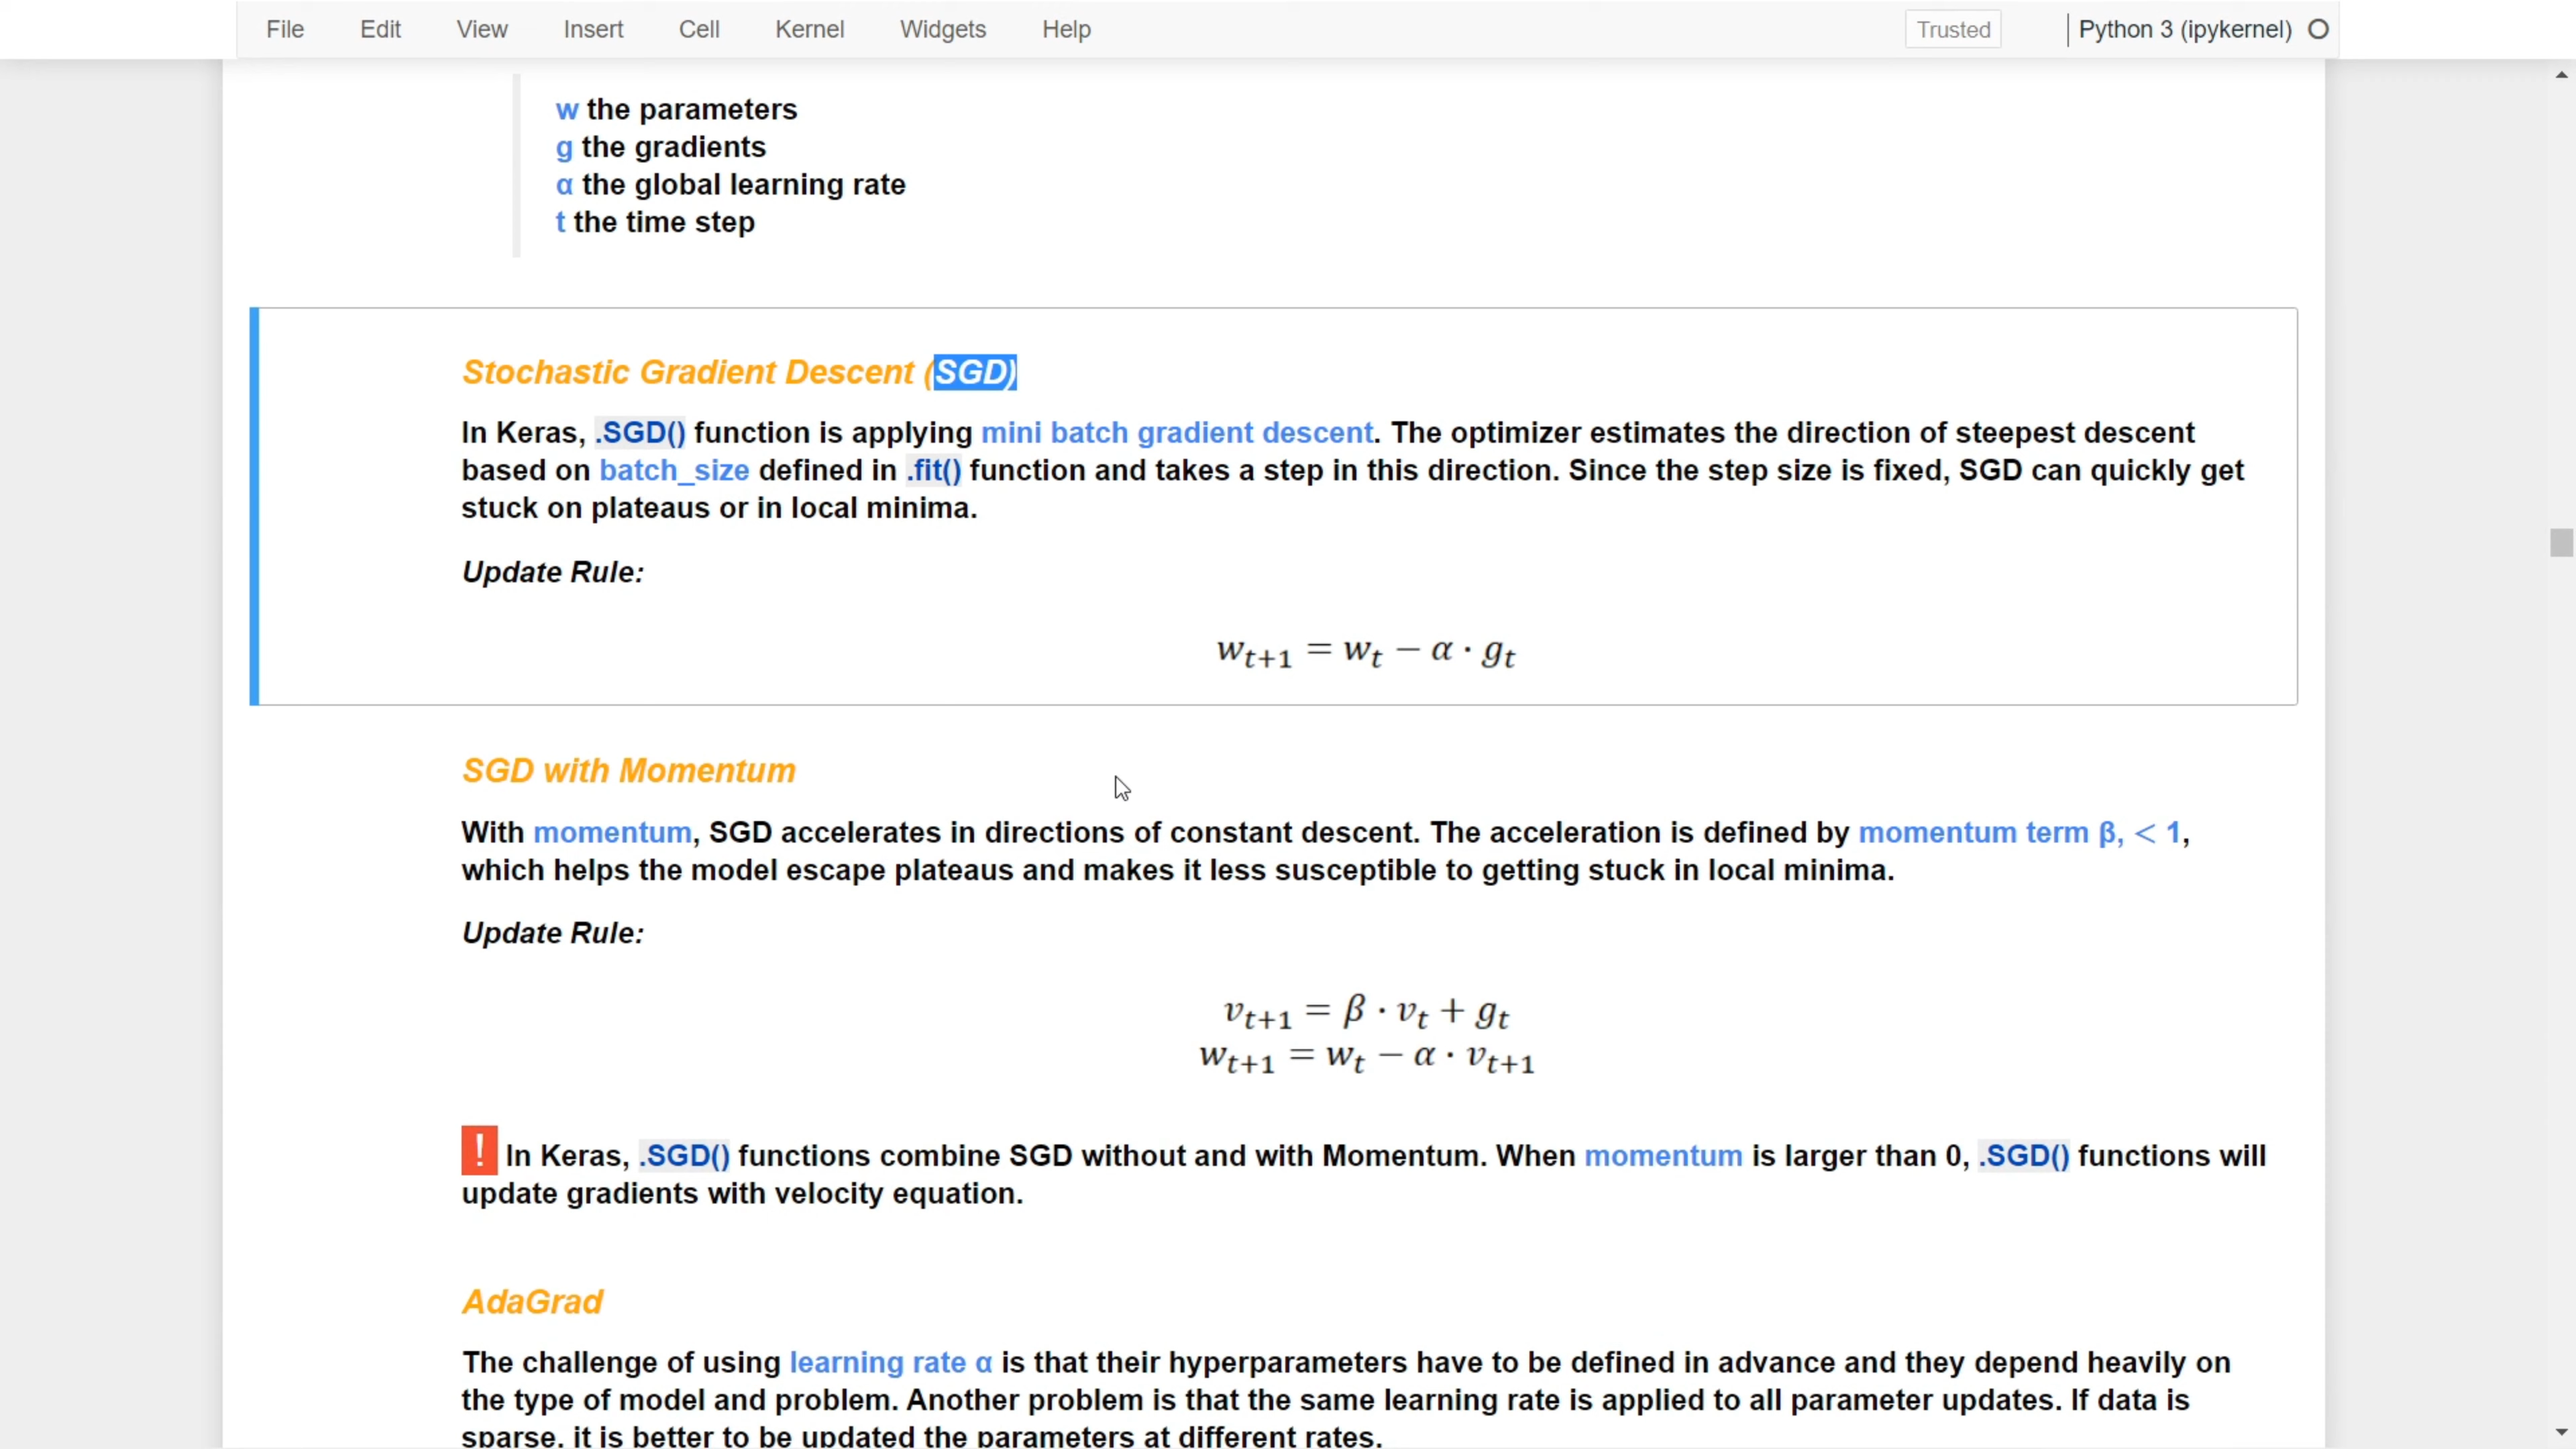 File Edit View Insert Cell Kernel Widgets Help Trusted Python 3 (ipykernel)
w the parameters
g the gradients
α the global learning rate
t the time step
Stochastic Gradient Descent (SGD)
In Keras, .SGD() function is applying mini batch gradient descent. The optimizer estimates the direction of steepest descent
based on batch_size defined in .fit() function and takes a step in this direction. Since the step size is fixed, SGD can quickly get
stuck on plateaus or in local minima.
Update Rule:
w_{t+1} = w_t − α · g_t
SGD with Momentum
With momentum, SGD accelerates in directions of constant descent. The acceleration is defined by momentum term β, < 1,
which helps the model escape plateaus and makes it less susceptible to getting stuck in local minima.
Update Rule:
v_{t+1} = β · v_t + g_t
w_{t+1} = w_t − α · v_{t+1}
! In Keras, .SGD() functions combine SGD without and with Momentum. When momentum is larger than 0, .SGD() functions will
update gradients with velocity equation.
AdaGrad
The challenge of using learning rate α is that their hyperparameters have to be defined in advance and they depend heavily on
the type of model and problem. Another problem is that the same learning rate is applied to all parameter updates. If data is
sparse, it is better to be updated the parameters at different rates.